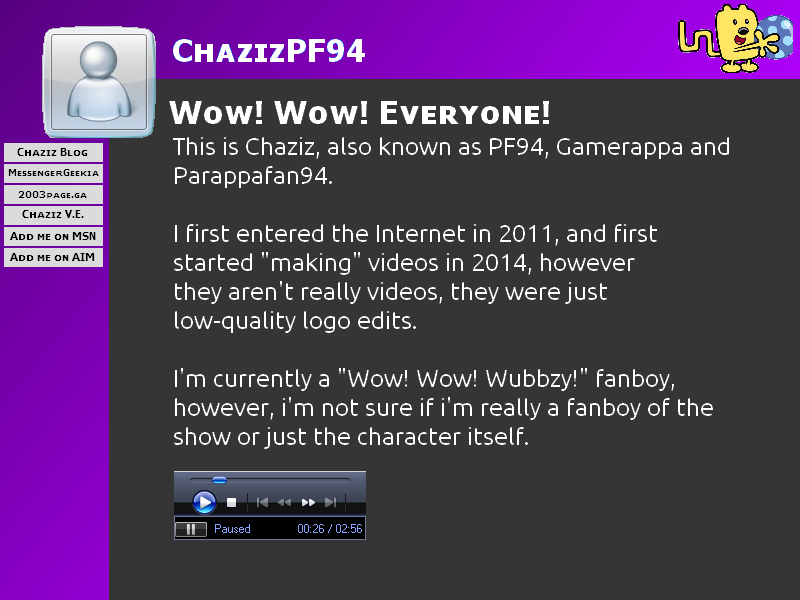 ChazizPF94
Wow! Wow! Everyone!
This is Chaziz, also known as PF94, Gamerappa and
Parappafan94.
I first entered the Internet in 2011, and first
started "making" videos in 2014, however
they aren't really videos, they were just
low-quality logo edits.
I'm currently a "Wow! Wow! Wubbzy!" fanboy,
however, i'm not sure if i'm really a fanboy of the
show or just the character itself.
Chaziz Blog
MessengerGeekia
2003page.ga
Chaziz V.E.
Add me on MSN
Add me on AIM
Paused 00:26 / 02:56